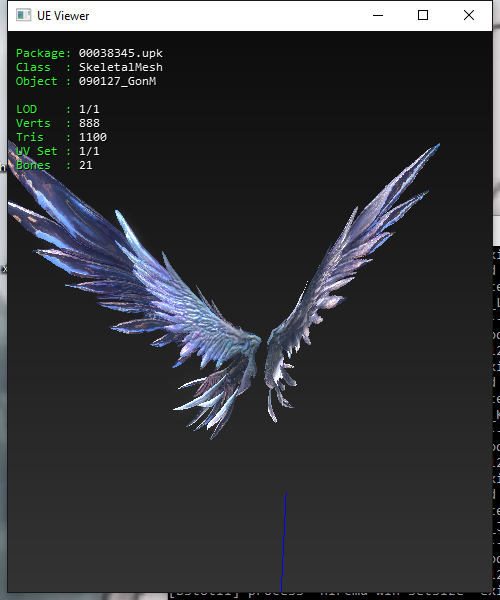 UE Viewer
Package: 00038345.upk
Class : SkeletalMesh
Object : 090127_GonM
LOD : 1/1
Verts : 888
Tris : 1100
UV Set : 1/1
Bones : 21